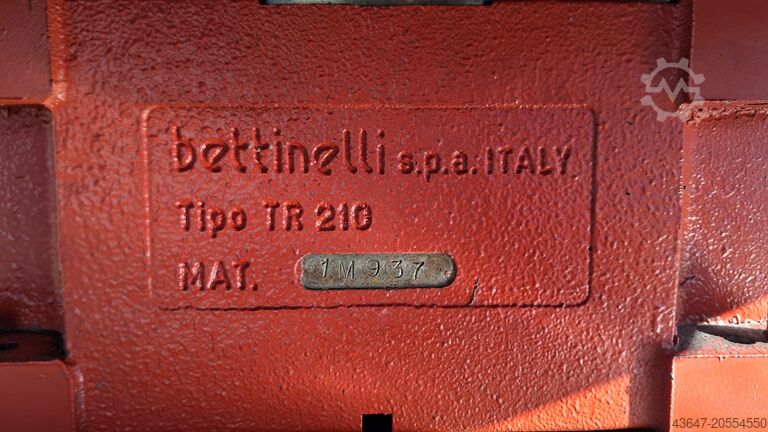 bettinelli s.p.a. ITALY
Tipo TR 210
MAT. 1M937
43647-20554550